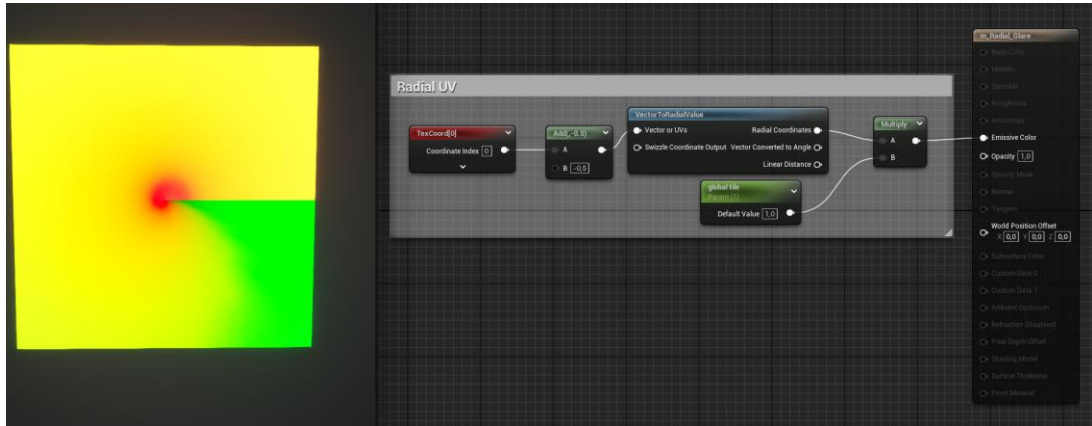 Radial UV
TexCoord[0]
Coordinate Index 0
Add(,-0.5)
A
B -0,5
VectorToRadialValue
Vector or UVs
Radial Coordinates
Swizzle Coordinate Output
Vector Converted to Angle
Linear Distance
global tile
Param (1)
Default Value 1,0
Multiply
A
B
m_Radial_Glare
Base Color
Metallic
Specular
Roughness
Anisotropy
Emissive Color
Opacity 1,0
Opacity Mask
Normal
Tangent
World Position Offset
X 0,0 Y 0,0 Z 0,0
Subsurface Color
Custom Data 0
Custom Data 1
Ambient Occlusion
Refraction (Disabled)
Pixel Depth Offset
Shading Model
Surface Thickness
Front Material